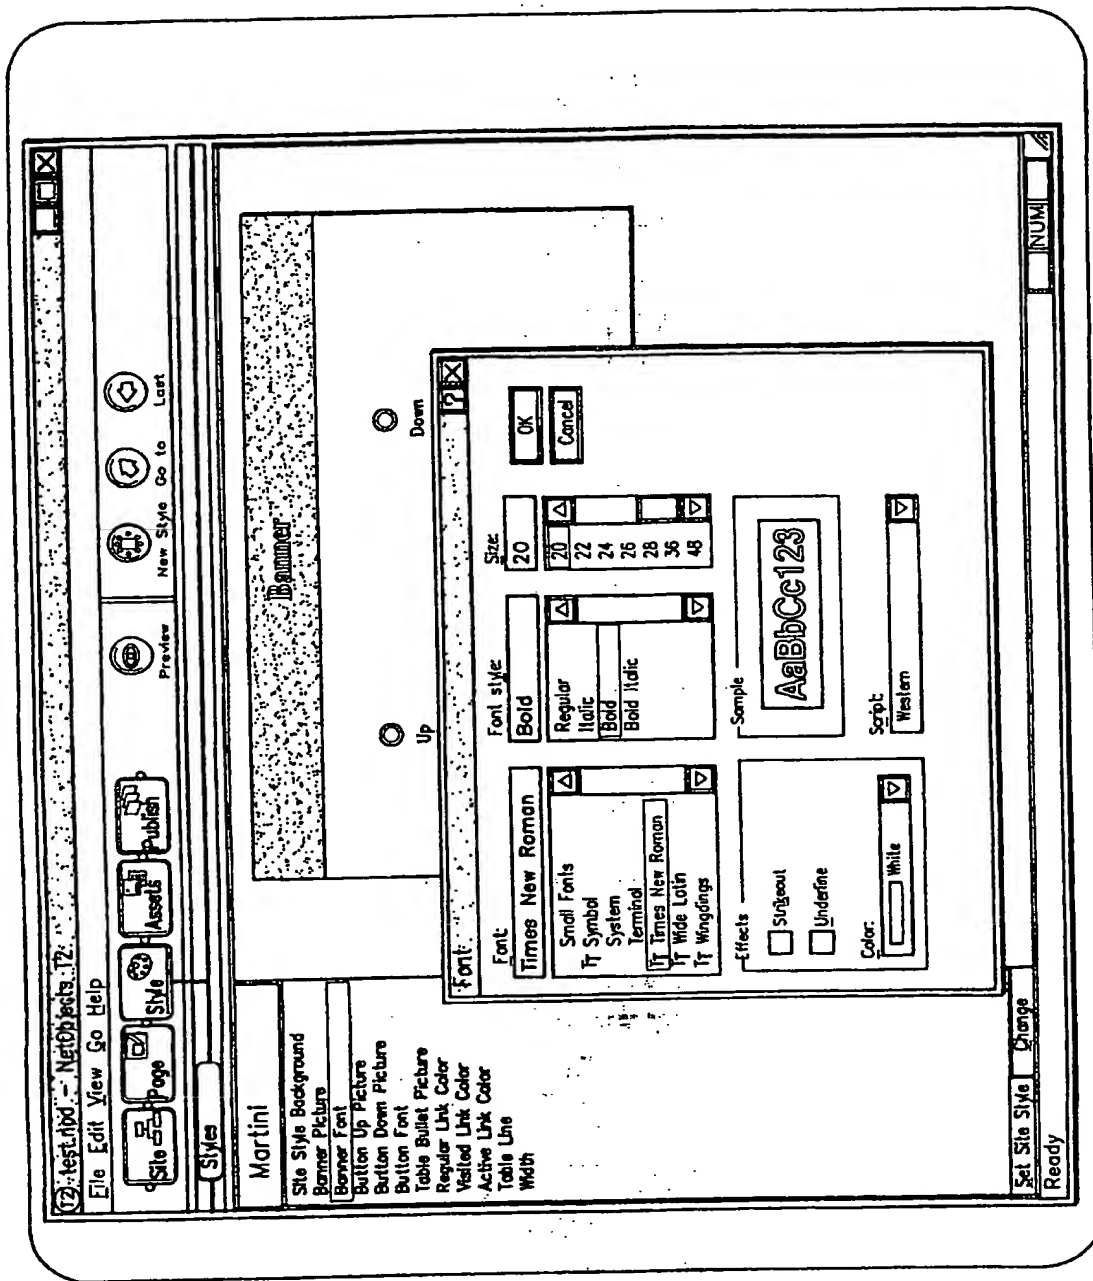 T2 test.nod - NetObjects T2
File Edit View Go Help
Site Page Style Assets Publish Preview New Style Go to Last
Styles
Martini
Site Style Background
Banner Picture
Banner Font
Button Up Picture
Button Down Picture
Button Font
Table Bullet Picture
Regular Link Color
Visited Link Color
Active Link Color
Table Line
Width
Banner
Up Down
Font ? X
Font: Font style: Size:
Times New Roman Bold 20
Small Fonts
Symbol
System
Terminal
Times New Roman
Wide Latin
Wingdings
Regular
Italic
Bold
Bold Italic
20
22
24
26
28
36
48
OK
Cancel
Effects
Strikeout
Underline
Color:
White
Sample
AaBbCc123
Script:
Western
Set Site Style Change
Ready NUM